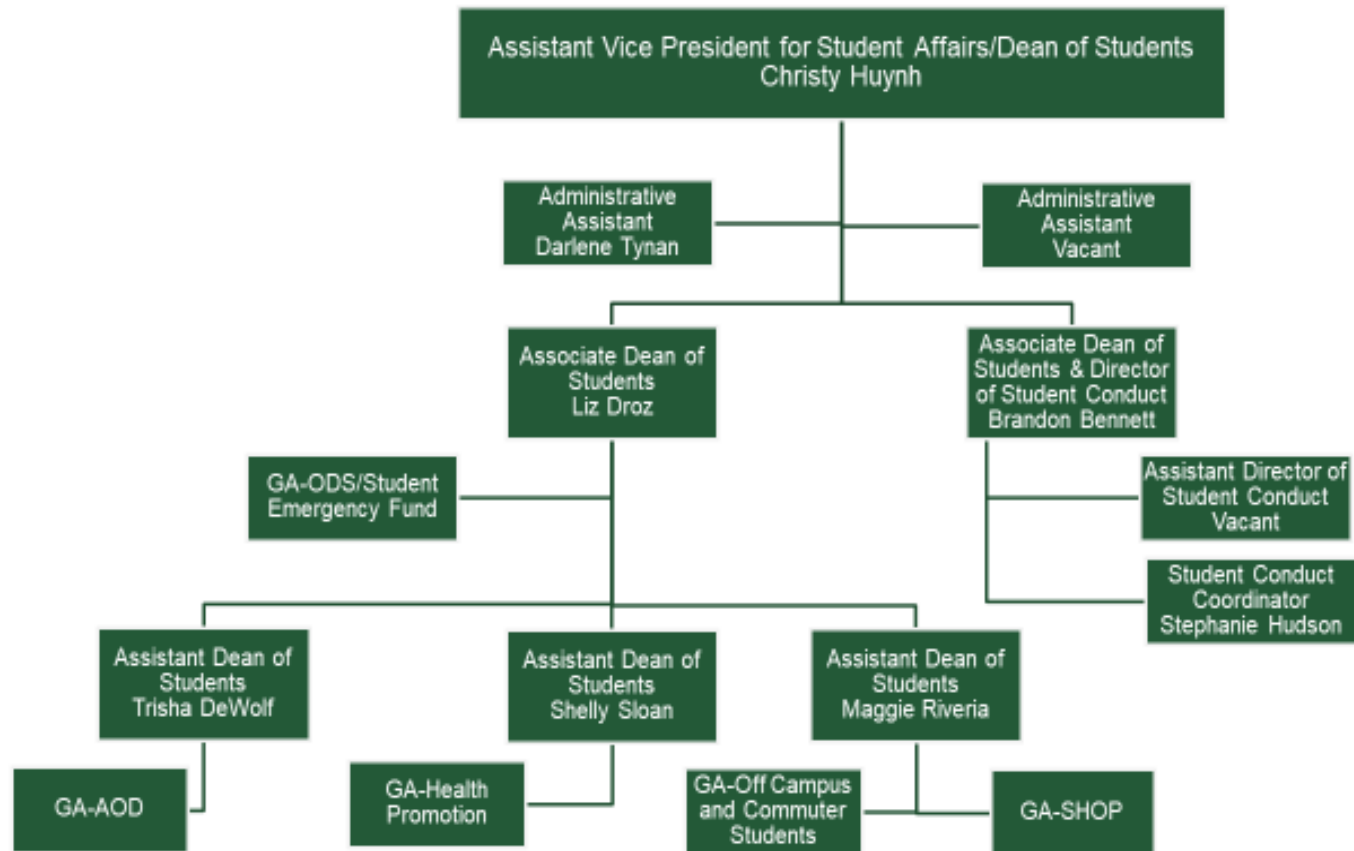 Assistant Vice President for Student Affairs/Dean of Students
Christy Huynh
Administrative
Assistant
Darlene Tynan
Administrative
Assistant
Vacant
Associate Dean of
Students
Liz Droz
Associate Dean of
Students & Director
of Student Conduct
Brandon Bennett
GA-ODS/Student
Emergency Fund
Assistant Director of
Student Conduct
Vacant
Student Conduct
Coordinator
Stephanie Hudson
Assistant Dean of
Students
Trisha DeWolf
Assistant Dean of
Students
Shelly Sloan
Assistant Dean of
Students
Maggie Riveria
GA-AOD
GA-Health
Promotion
GA-Off Campus
and Commuter
Students
GA-SHOP